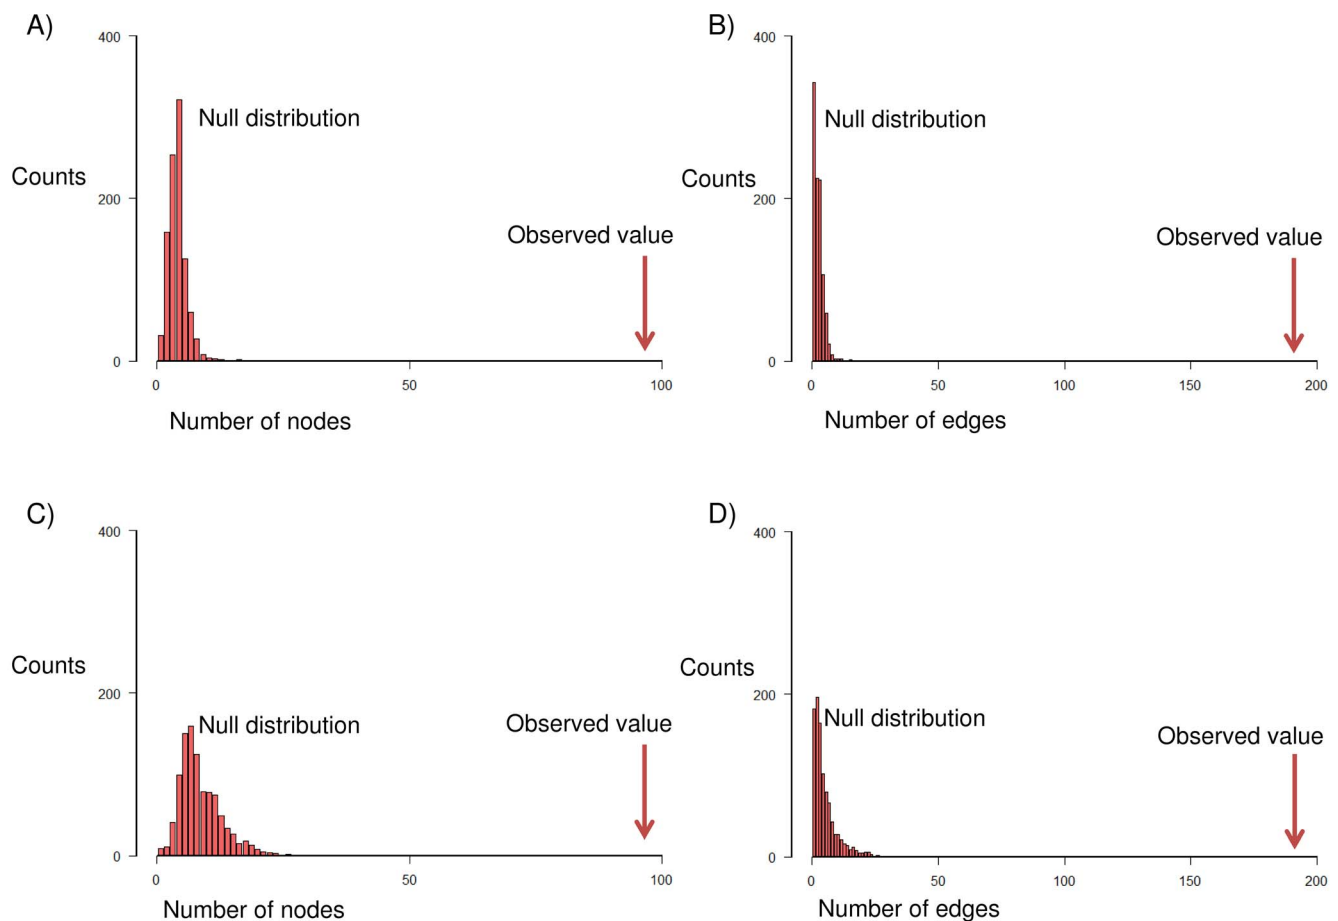 A)
400
Null distribution
Counts
200
Observed value
0
0 50 100
Number of nodes
B)
400
Null distribution
Counts
200
Observed value
0
0 50 100 150 200
Number of edges
C)
400
Counts
200
Null distribution
Observed value
0
0 50 100
Number of nodes
D)
400
Counts
200
Null distribution
Observed value
0
0 50 100 150 200
Number of edges